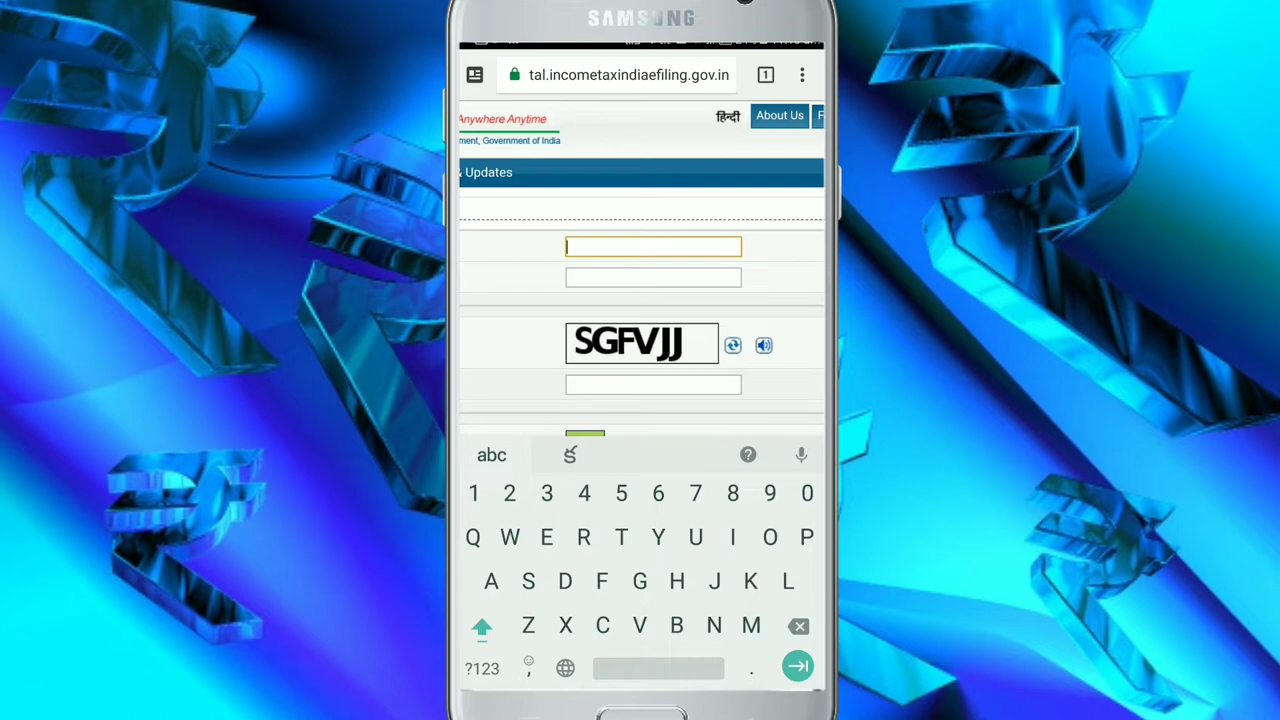 SAMSUNG
tal.incometaxindiaefiling.gov.in
1
Anywhere Anytime
हिन्दी
About Us
F
ment, Government of India
& Updates
SGFVJJ
abc
క
?
1 2 3 4 5 6 7 8 9 0
Q W E R T Y U I O P
A S D F G H J K L
Z X C V B N M
?123
,
.